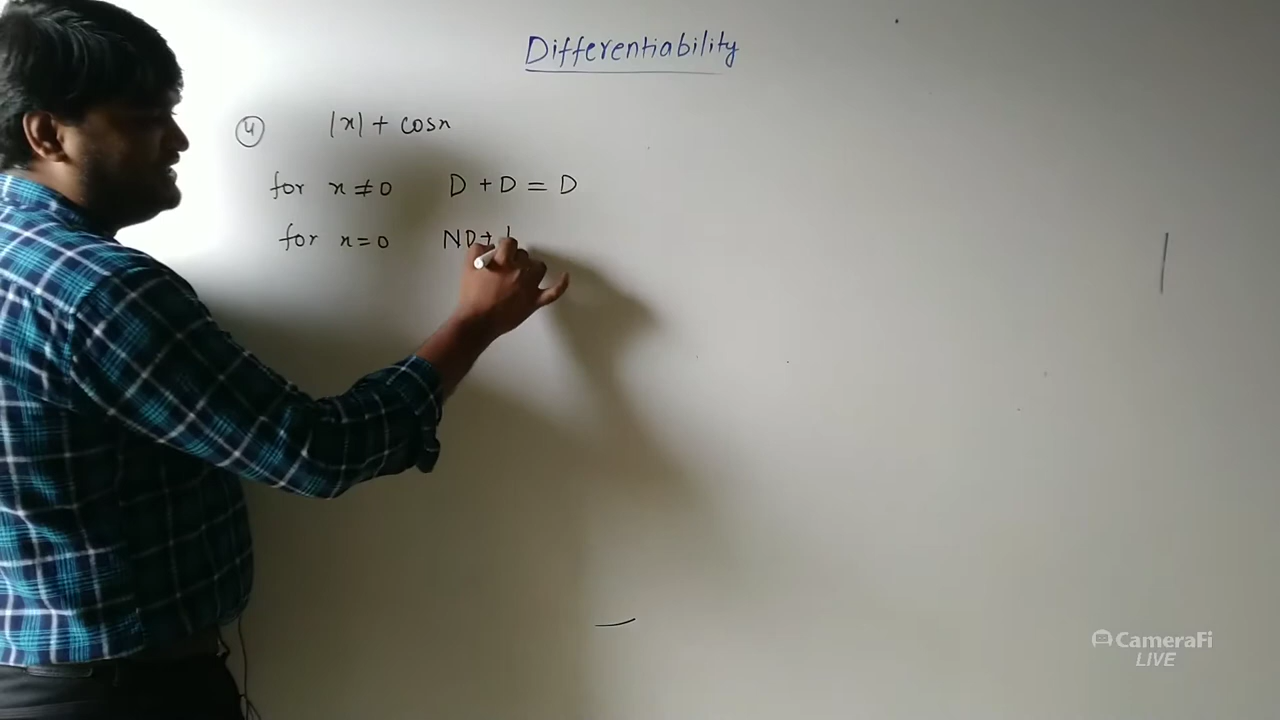 Differentiability
④ |x| + cosx
for x ≠ 0 D + D = D
for x = 0 ND +
CameraFi
LIVE